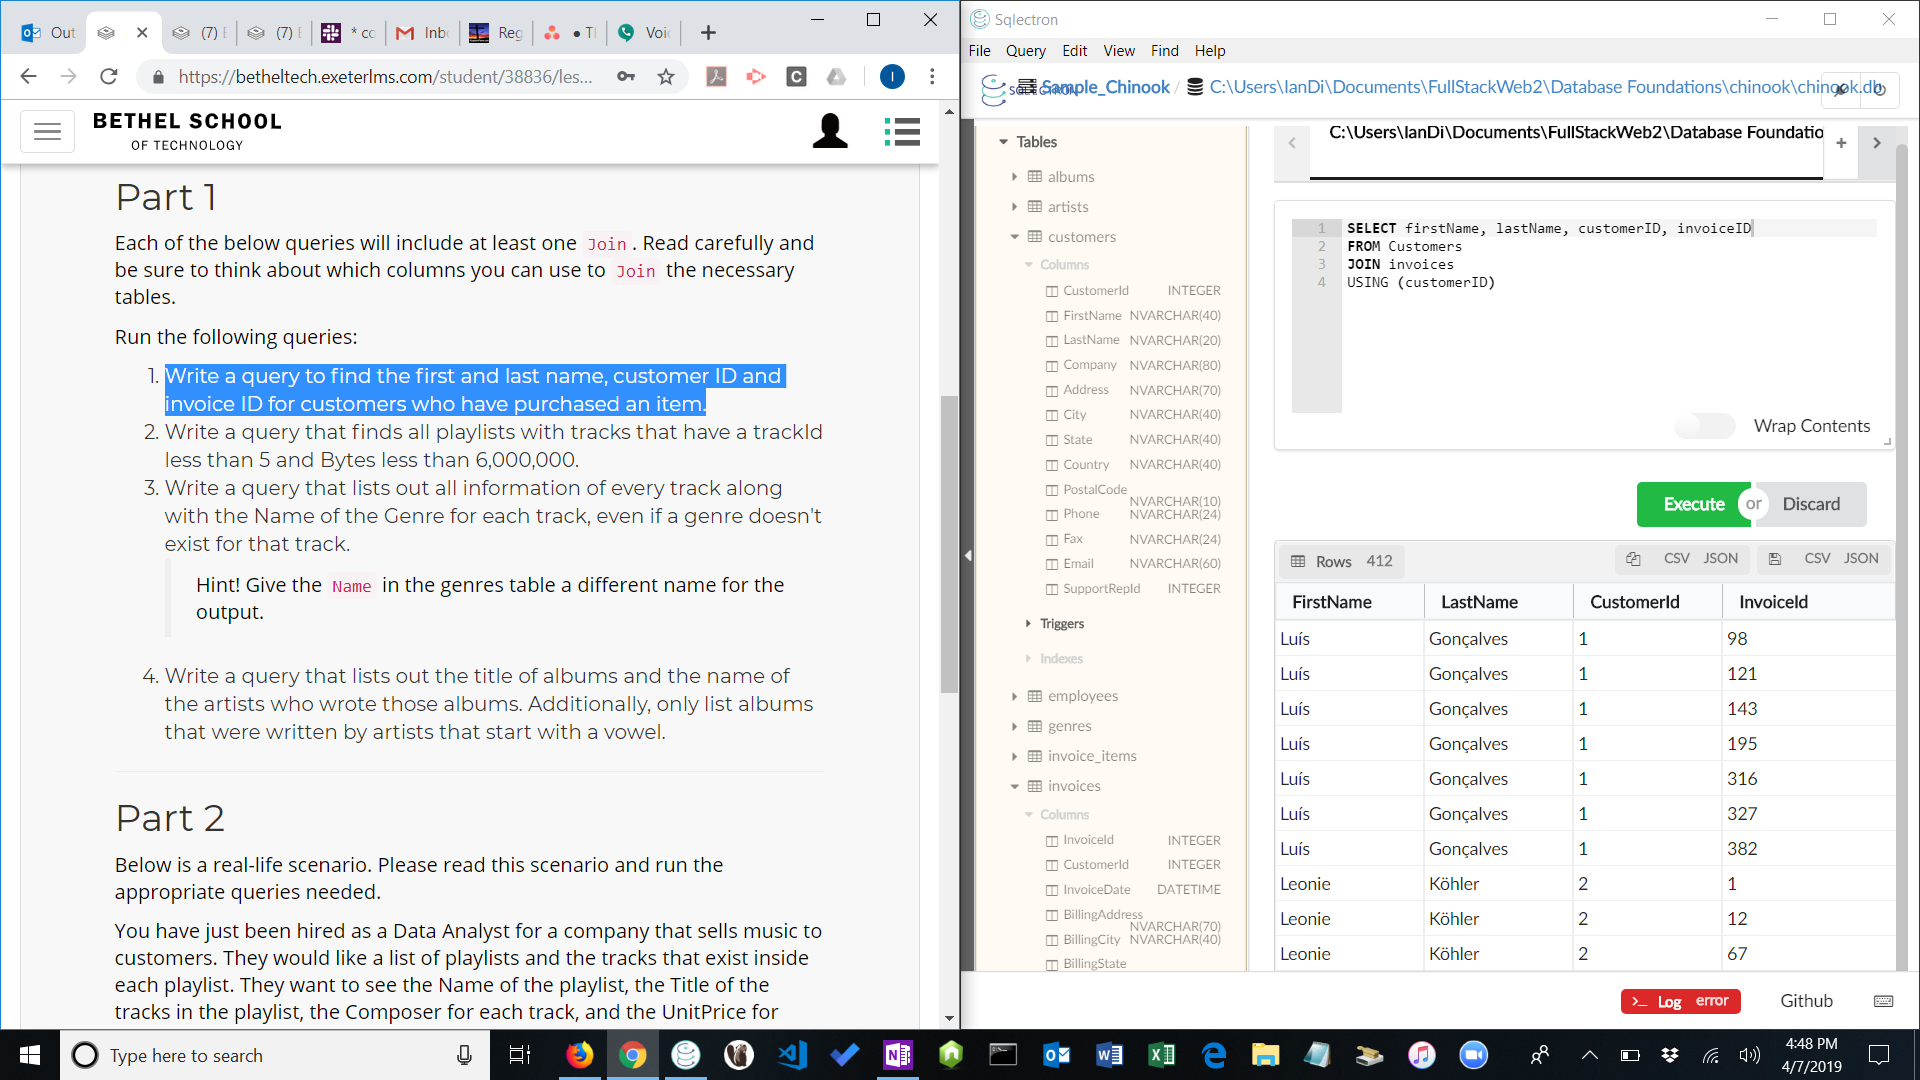 Out
(7)
(7)
* co
Inb
Reg
Voi
https://betheltech.exeterlms.com/student/38836/les...
I
BETHEL SCHOOL
OF TECHNOLOGY
Part 1
Each of the below queries will include at least one Join. Read carefully and
be sure to think about which columns you can use to Join the necessary
tables.
Run the following queries:
1. Write a query to find the first and last name, customer ID and
invoice ID for customers who have purchased an item.
2. Write a query that finds all playlists with tracks that have a trackId
less than 5 and Bytes less than 6,000,000.
3. Write a query that lists out all information of every track along
with the Name of the Genre for each track, even if a genre doesn't
exist for that track.
Hint! Give the Name in the genres table a different name for the
output.
4. Write a query that lists out the title of albums and the name of
the artists who wrote those albums. Additionally, only list albums
that were written by artists that start with a vowel.
Part 2
Below is a real-life scenario. Please read this scenario and run the
appropriate queries needed.
You have just been hired as a Data Analyst for a company that sells music to
customers. They would like a list of playlists and the tracks that exist inside
each playlist. They want to see the Name of the playlist, the Title of the
tracks in the playlist, the Composer for each track, and the UnitPrice for
Sqlectron
File Query Edit View Find Help
Sample_Chinook / C:\Users\IanDi\Documents\FullStackWeb2\Database Foundations\chinook\chinook.db
Tables
albums
artists
customers
Columns
CustomerId INTEGER
FirstName NVARCHAR(40)
LastName NVARCHAR(20)
Company NVARCHAR(80)
Address NVARCHAR(70)
City NVARCHAR(40)
State NVARCHAR(40)
Country NVARCHAR(40)
PostalCode NVARCHAR(10)
Phone NVARCHAR(24)
Fax NVARCHAR(24)
Email NVARCHAR(60)
SupportRepId INTEGER
Triggers
Indexes
employees
genres
invoice_items
invoices
Columns
InvoiceId INTEGER
CustomerId INTEGER
InvoiceDate DATETIME
BillingAddress NVARCHAR(70)
BillingCity NVARCHAR(40)
BillingState
C:\Users\IanDi\Documents\FullStackWeb2\Database Foundatio
+
1 SELECT firstName, lastName, customerID, invoiceID
2 FROM Customers
3 JOIN invoices
4 USING (customerID)
Wrap Contents
Execute or Discard
Rows 412 CSV JSON CSV JSON
FirstName LastName CustomerId InvoiceId
Luís Gonçalves 1 98
Luís Gonçalves 1 121
Luís Gonçalves 1 143
Luís Gonçalves 1 195
Luís Gonçalves 1 316
Luís Gonçalves 1 327
Luís Gonçalves 1 382
Leonie Köhler 2 1
Leonie Köhler 2 12
Leonie Köhler 2 67
>_ Log error
Github
Type here to search
4:48 PM
4/7/2019